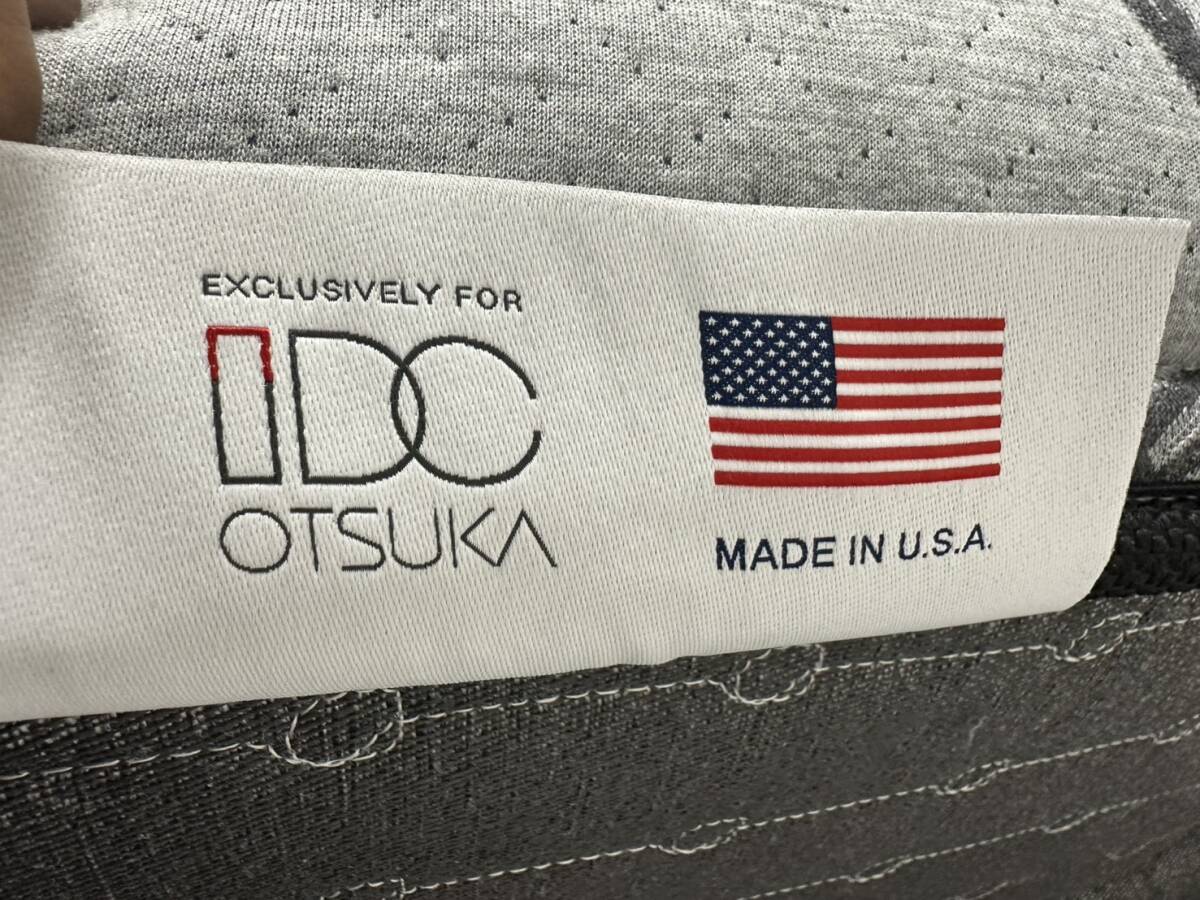 EXCLUSIVELY FOR
IDC
OTSUKA
MADE IN U.S.A.